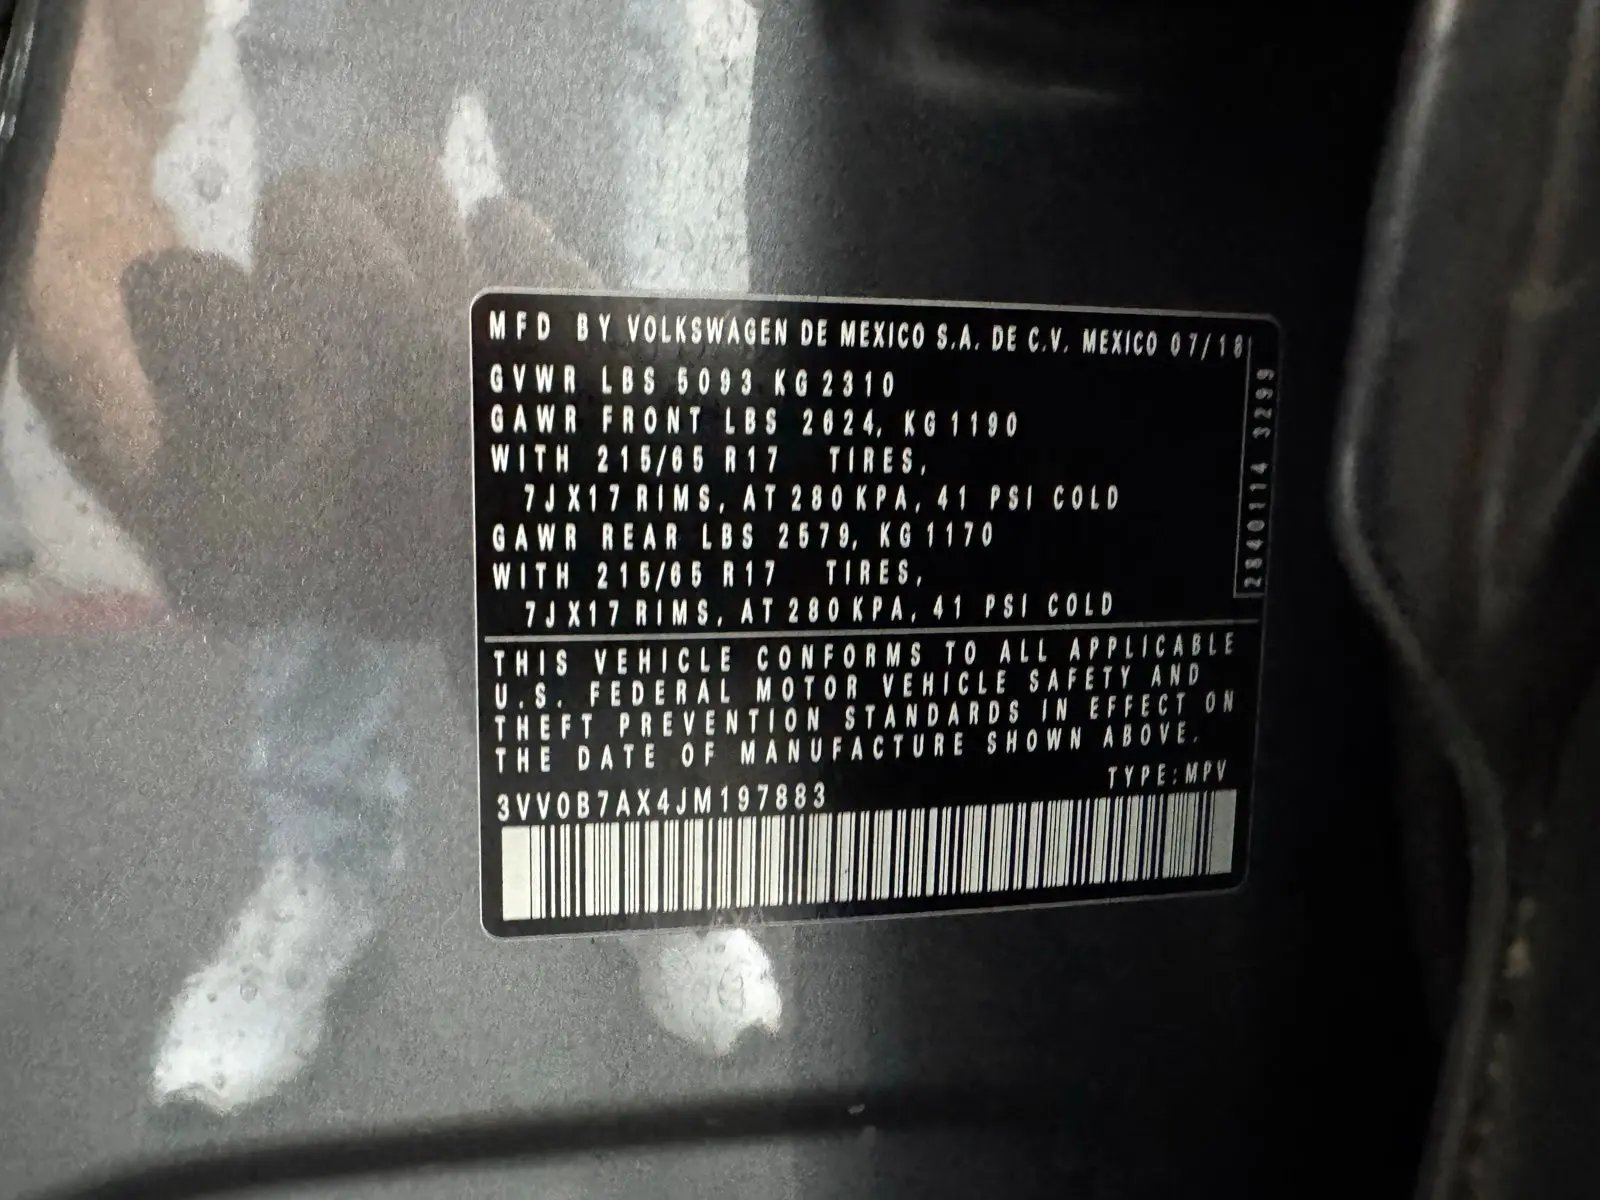 MFD BY VOLKSWAGEN DE MEXICO S.A. DE C.V. MEXICO 07/18
GVWR LBS 5093 KG 2310
GAWR FRONT LBS 2624, KG 1190
WITH 215/65 R17 TIRES,
7JX17 RIMS, AT 280 KPA, 41 PSI COLD
GAWR REAR LBS 2579, KG 1170
WITH 215/65 R17 TIRES,
7JX17 RIMS, AT 280 KPA, 41 PSI COLD
2840114 3299
THIS VEHICLE CONFORMS TO ALL APPLICABLE
U.S. FEDERAL MOTOR VEHICLE SAFETY AND
THEFT PREVENTION STANDARDS IN EFFECT ON
THE DATE OF MANUFACTURE SHOWN ABOVE.
TYPE: MPV
3VV0B7AX4JM197883